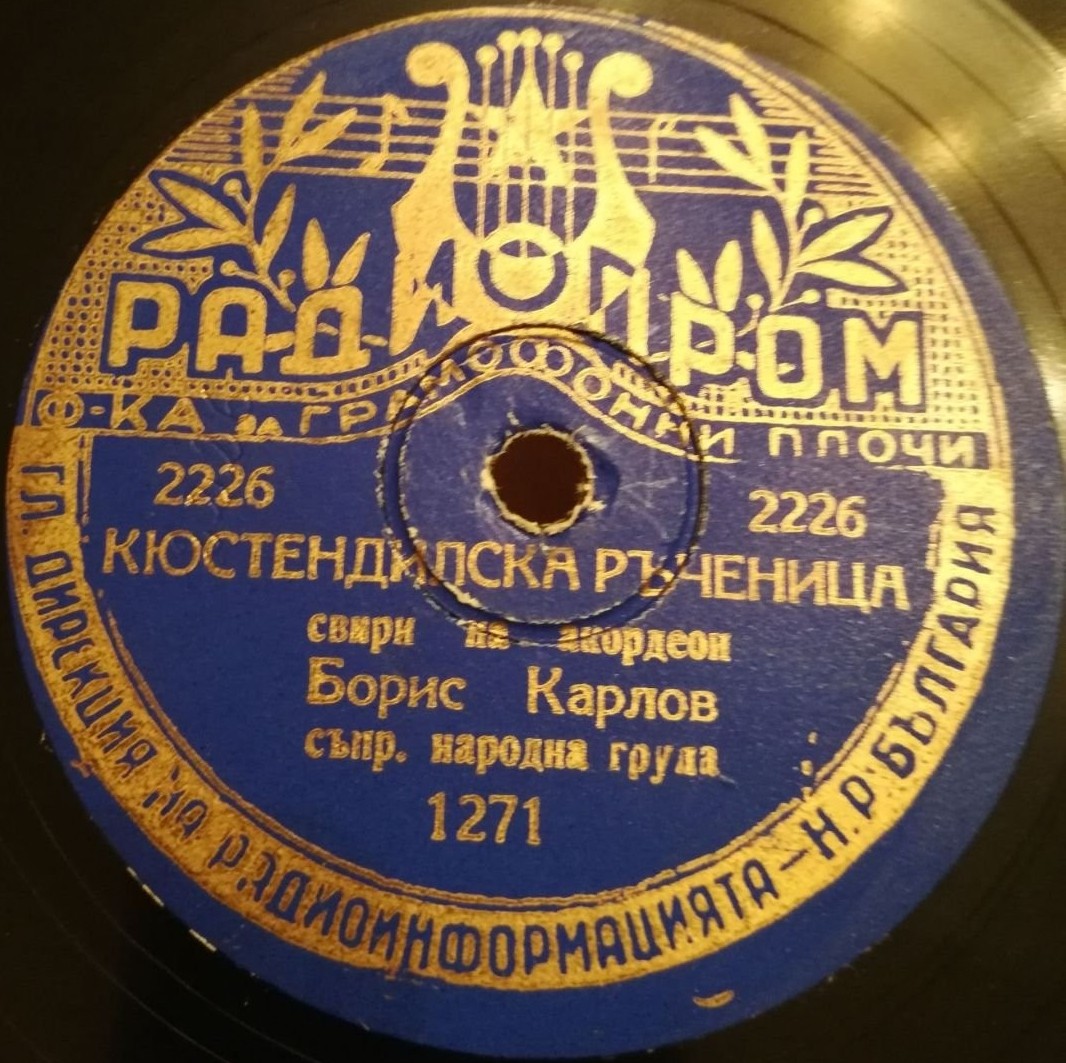 РАДИОПРОМ
Ф-КА ЗА ГРАМОФОННИ ПЛОЧИ
2226 2226
КЮСТЕНДИЛСКА РЪЧЕНИЦА
свири на акордеон
Борис Карлов
съпр. народна група
1271
ГЛ. ДИРЕКЦИЯ НА РАДИОИНФОРМАЦИЯТА – Н.Р. БЪЛГАРИЯ